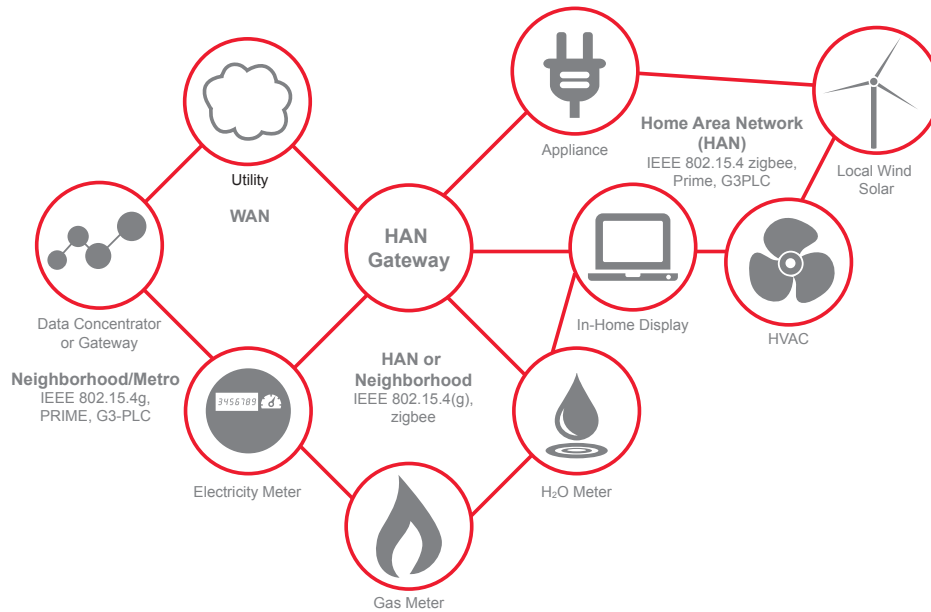 Appliance
Home Area Network
(HAN)
IEEE 802.15.4 zigbee,
Prime, G3PLC
Local Wind
Solar
Utility
WAN
HAN
Gateway
Data Concentrator
or Gateway
In-Home Display
HVAC
Neighborhood/Metro
IEEE 802.15.4g,
PRIME, G3-PLC
HAN or
Neighborhood
IEEE 802.15.4(g),
zigbee
3456789
Electricity Meter
H₂O Meter
Gas Meter